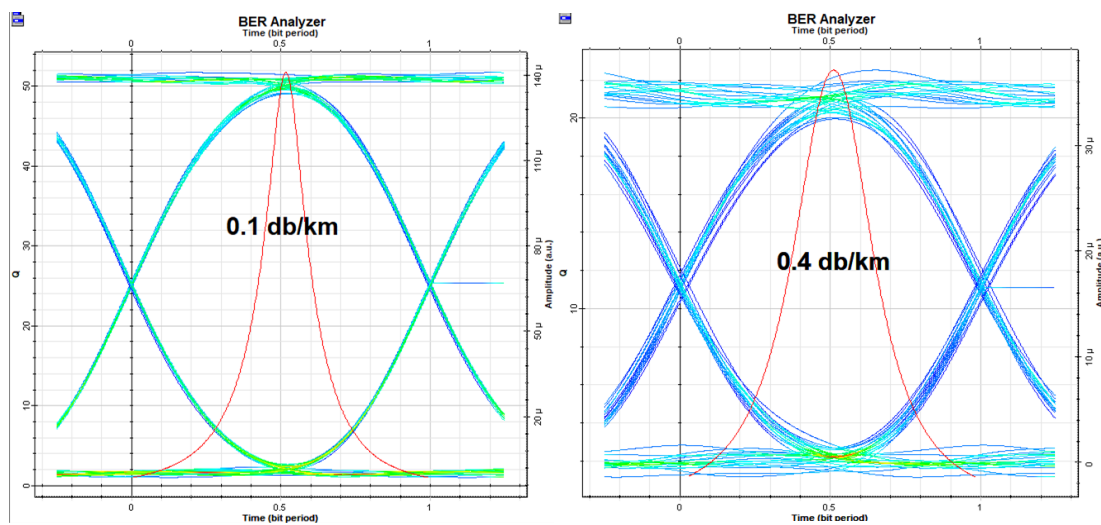 BER Analyzer
Time (bit period)
0 0.5 1
50
40
30
20
10
0
Q
140 µ
110 µ
80 µ
50 µ
20 µ
Amplitude (a.u.)
0.1 db/km
0 0.5 1
Time (bit period)
BER Analyzer
Time (bit period)
0 0.5 1
20
10
Q
30 µ
20 µ
10 µ
0
Amplitude (a.u.)
0.4 db/km
0 0.5 1
Time (bit period)